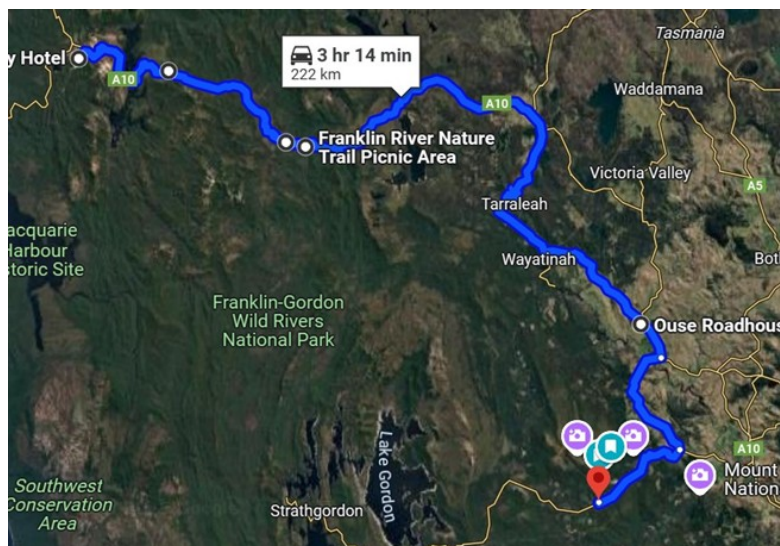 Tasmania
y Hotel
3 hr 14 min
222 km
A10
A10
Waddamana
Franklin River Nature
Trail Picnic Area
Victoria Valley
A5
Tarraleah
acquarie
Harbour
storic Site
Wayatinah
Bot
Franklin-Gordon
Wild Rivers
National Park
Ouse Roadhous
Lake Gordon
A10
Mount
Nation
Southwest
Conservation
Area
Strathgordon